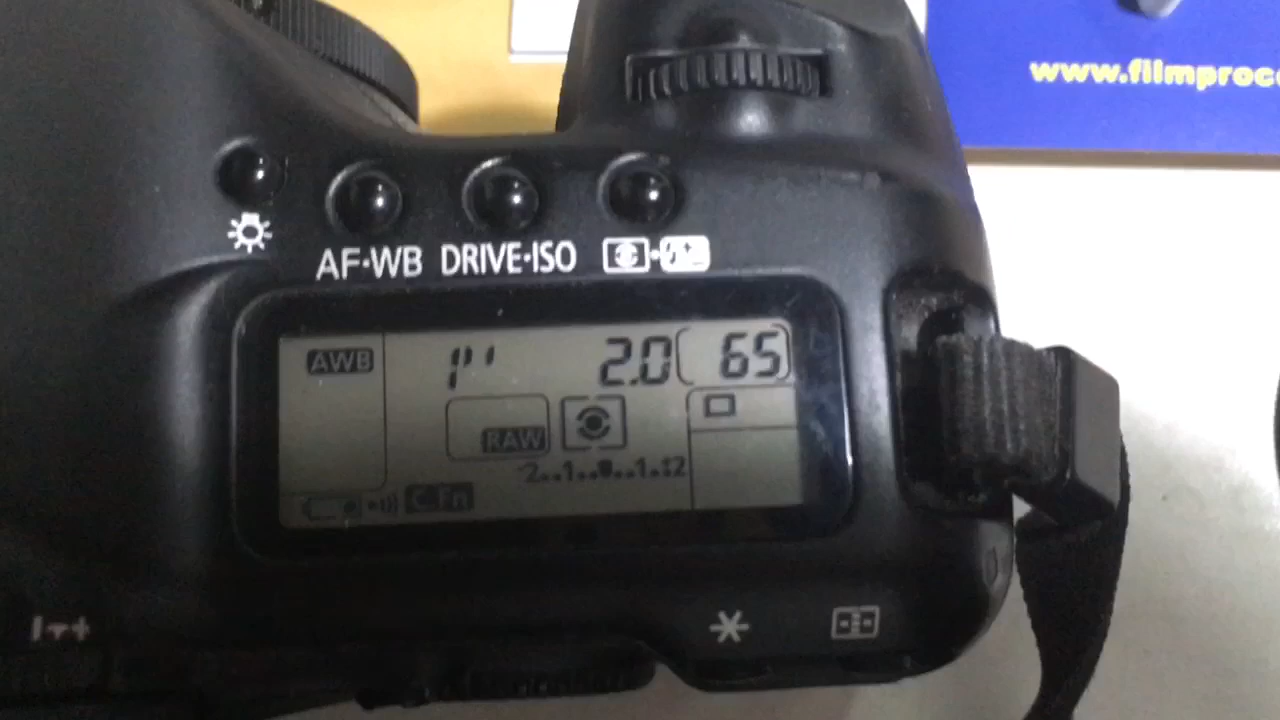 www.filmproc
AF·WB DRIVE·ISO
AWB 1" 2.0 65
RAW
-2..1..0..1.:2
C.Fn